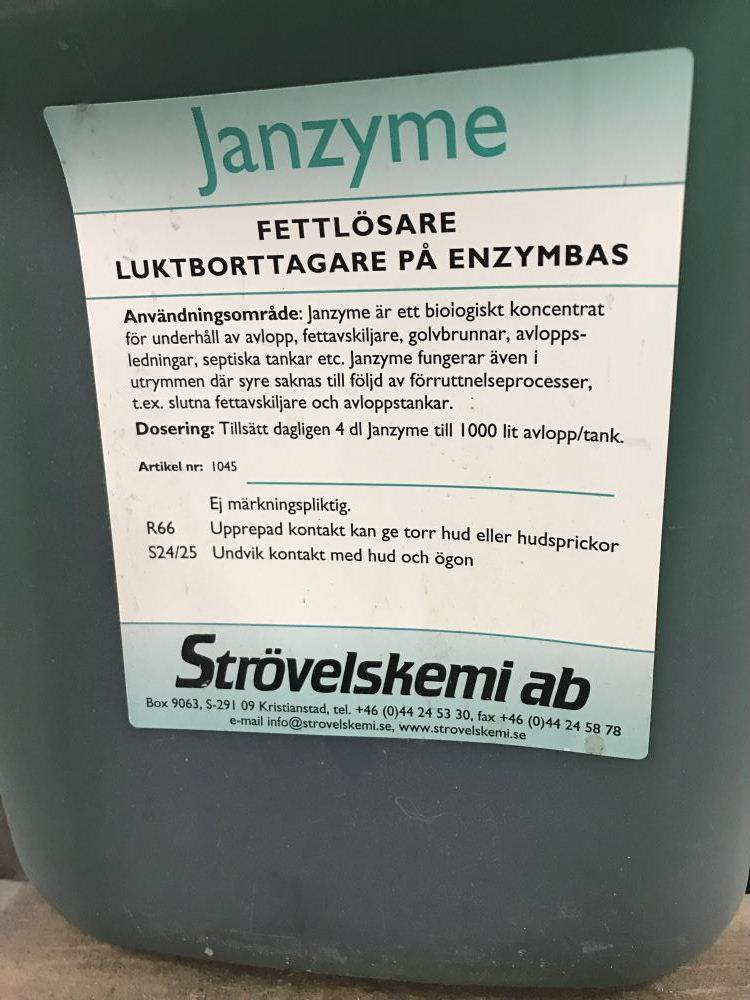 Janzyme
FETTLÖSARE
LUKTBORTTAGARE PÅ ENZYMBAS
Användningsområde: Janzyme är ett biologiskt koncentrat
för underhåll av avlopp, fettavskiljare, golvbrunnar, avlopps-
ledningar, septiska tankar etc. Janzyme fungerar även i
utrymmen där syre saknas till följd av förruttnelseprocesser,
t.ex. slutna fettavskiljare och avloppstankar.
Dosering: Tillsätt dagligen 4 dl Janzyme till 1000 lit avlopp/tank.
Artikel nr: 1045
Ej märkningspliktig.
R66 Upprepad kontakt kan ge torr hud eller hudsprickor
S24/25 Undvik kontakt med hud och ögon
Strövelskemi ab
Box 9063, S-291 09 Kristianstad, tel. +46 (0)44 24 53 30, fax +46 (0)44 24 58 78
e-mail info@strovelskemi.se, www.strovelskemi.se